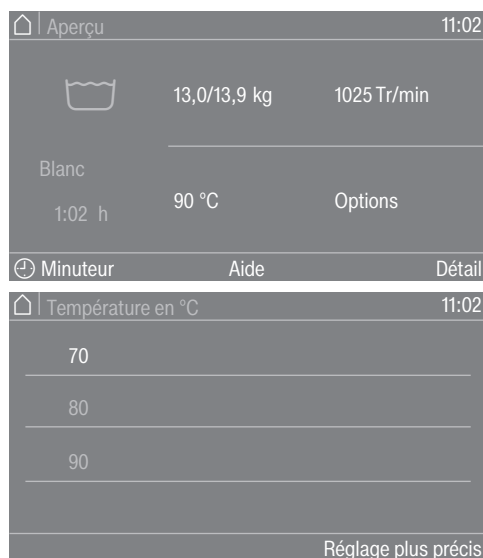 Aperçu 11:02
13,0/13,9 kg 1025 Tr/min
Blanc
1:02 h
90 °C Options
Minuteur Aide Détail
Température en °C 11:02
70
80
90
Réglage plus précis